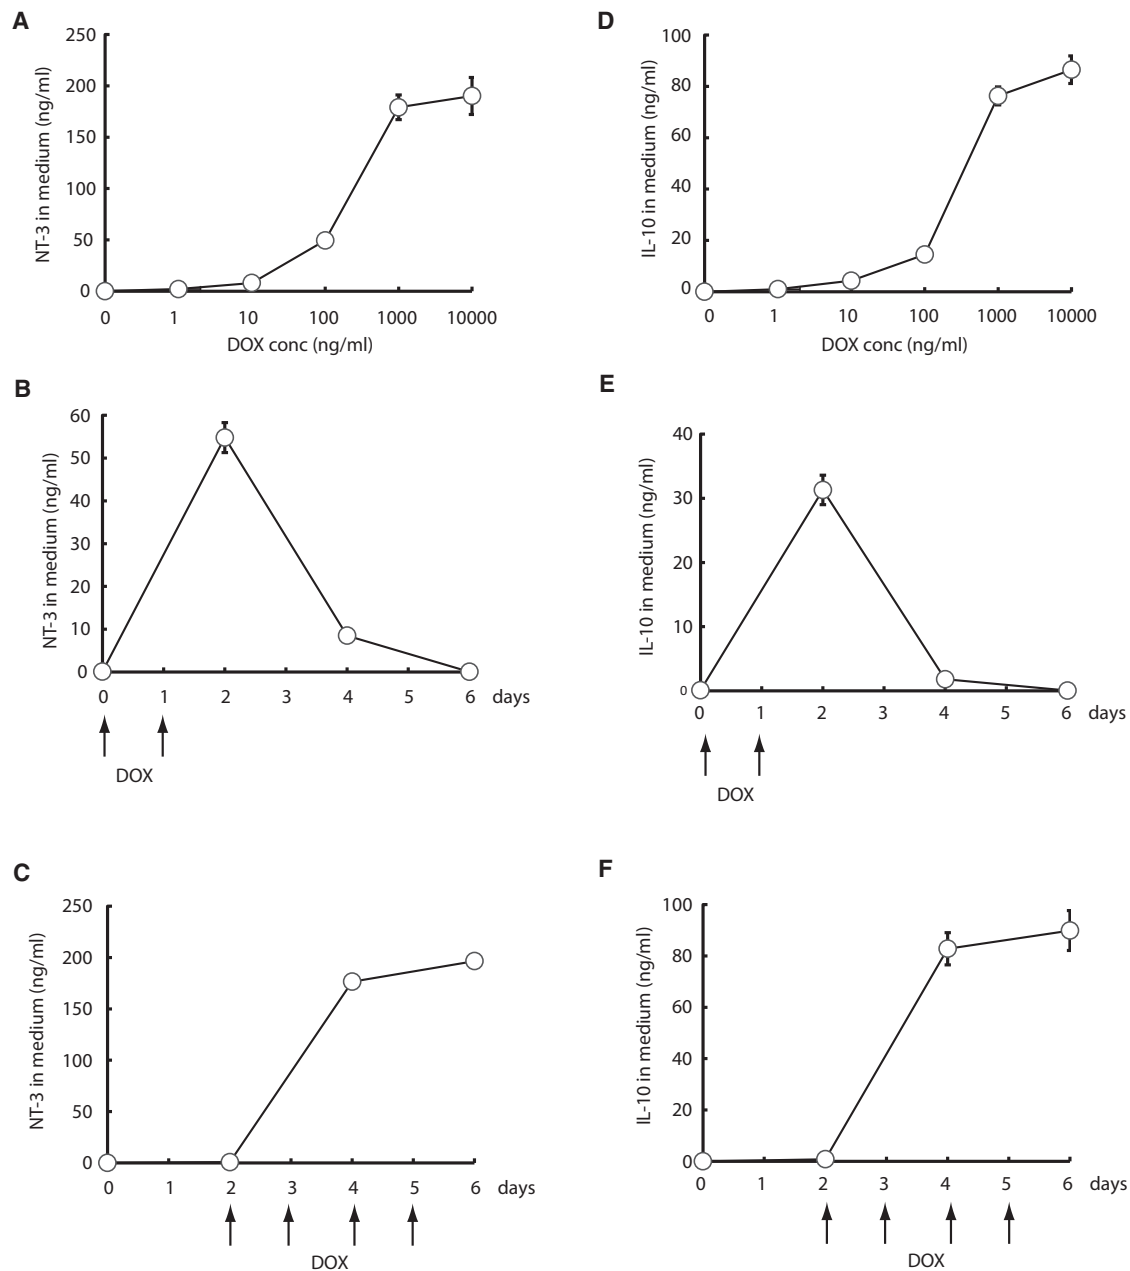 A
NT-3 in medium (ng/ml)
250
200
150
100
50
0
0 1 10 100 1000 10000
DOX conc (ng/ml)
D
IL-10 in medium (ng/ml)
100
80
60
40
20
0
0 1 10 100 1000 10000
DOX conc (ng/ml)
B
NT-3 in medium (ng/ml)
60
50
40
30
20
10
0
0 1 2 3 4 5 6 days
DOX
E
IL-10 in medium (ng/ml)
40
30
20
10
0
0 1 2 3 4 5 6 days
DOX
C
NT-3 in medium (ng/ml)
250
200
150
100
50
0
0 1 2 3 4 5 6 days
DOX
F
IL-10 in medium (ng/ml)
100
80
60
40
20
0
0 1 2 3 4 5 6 days
DOX